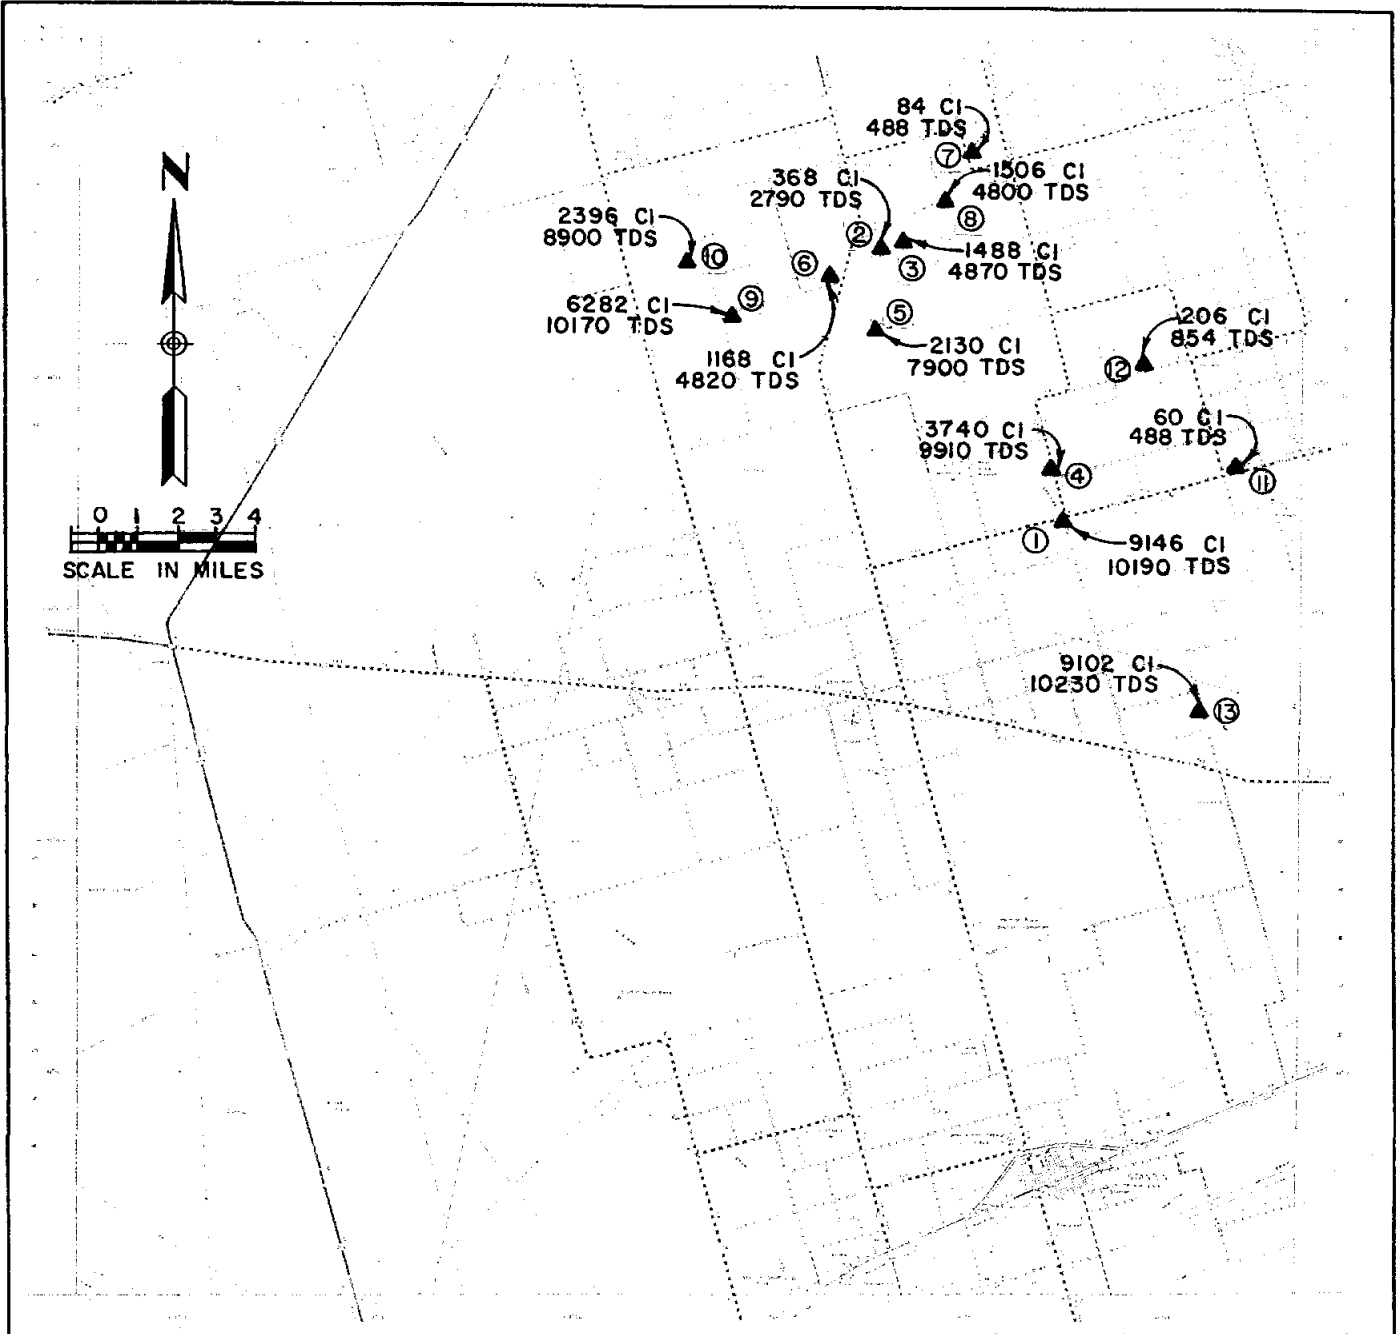 N
0 1 2 3 4
SCALE IN MILES
84 Cl
488 TDS
7
1506 Cl
4800 TDS
8
368 Cl
2790 TDS
2
1488 Cl
4870 TDS
3
2396 Cl
8900 TDS
10
6
9
6282 Cl
10170 TDS
1168 Cl
4820 TDS
5
2130 Cl
7900 TDS
206 Cl
854 TDS
12
60 Cl
488 TDS
11
3740 Cl
9910 TDS
4
1
9146 Cl
10190 TDS
9102 Cl
10230 TDS
13